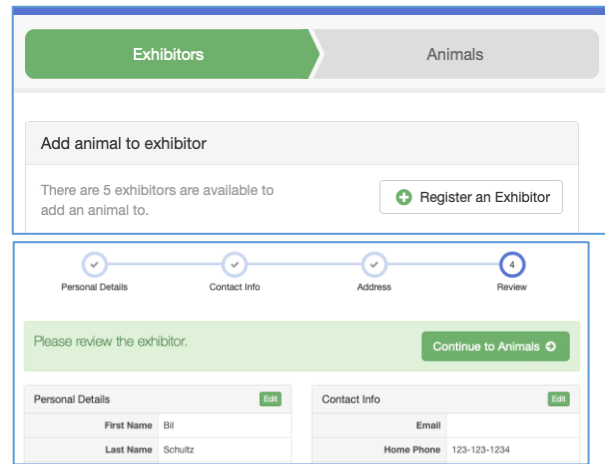 Exhibitors Animals
Add animal to exhibitor
There are 5 exhibitors are available to
add an animal to.
Register an Exhibitor
Personal Details Contact Info Address 4 Review
Please review the exhibitor.
Continue to Animals
Personal Details Edit
First Name Bil
Last Name Schultz
Contact Info Edit
Email
Home Phone 123-123-1234